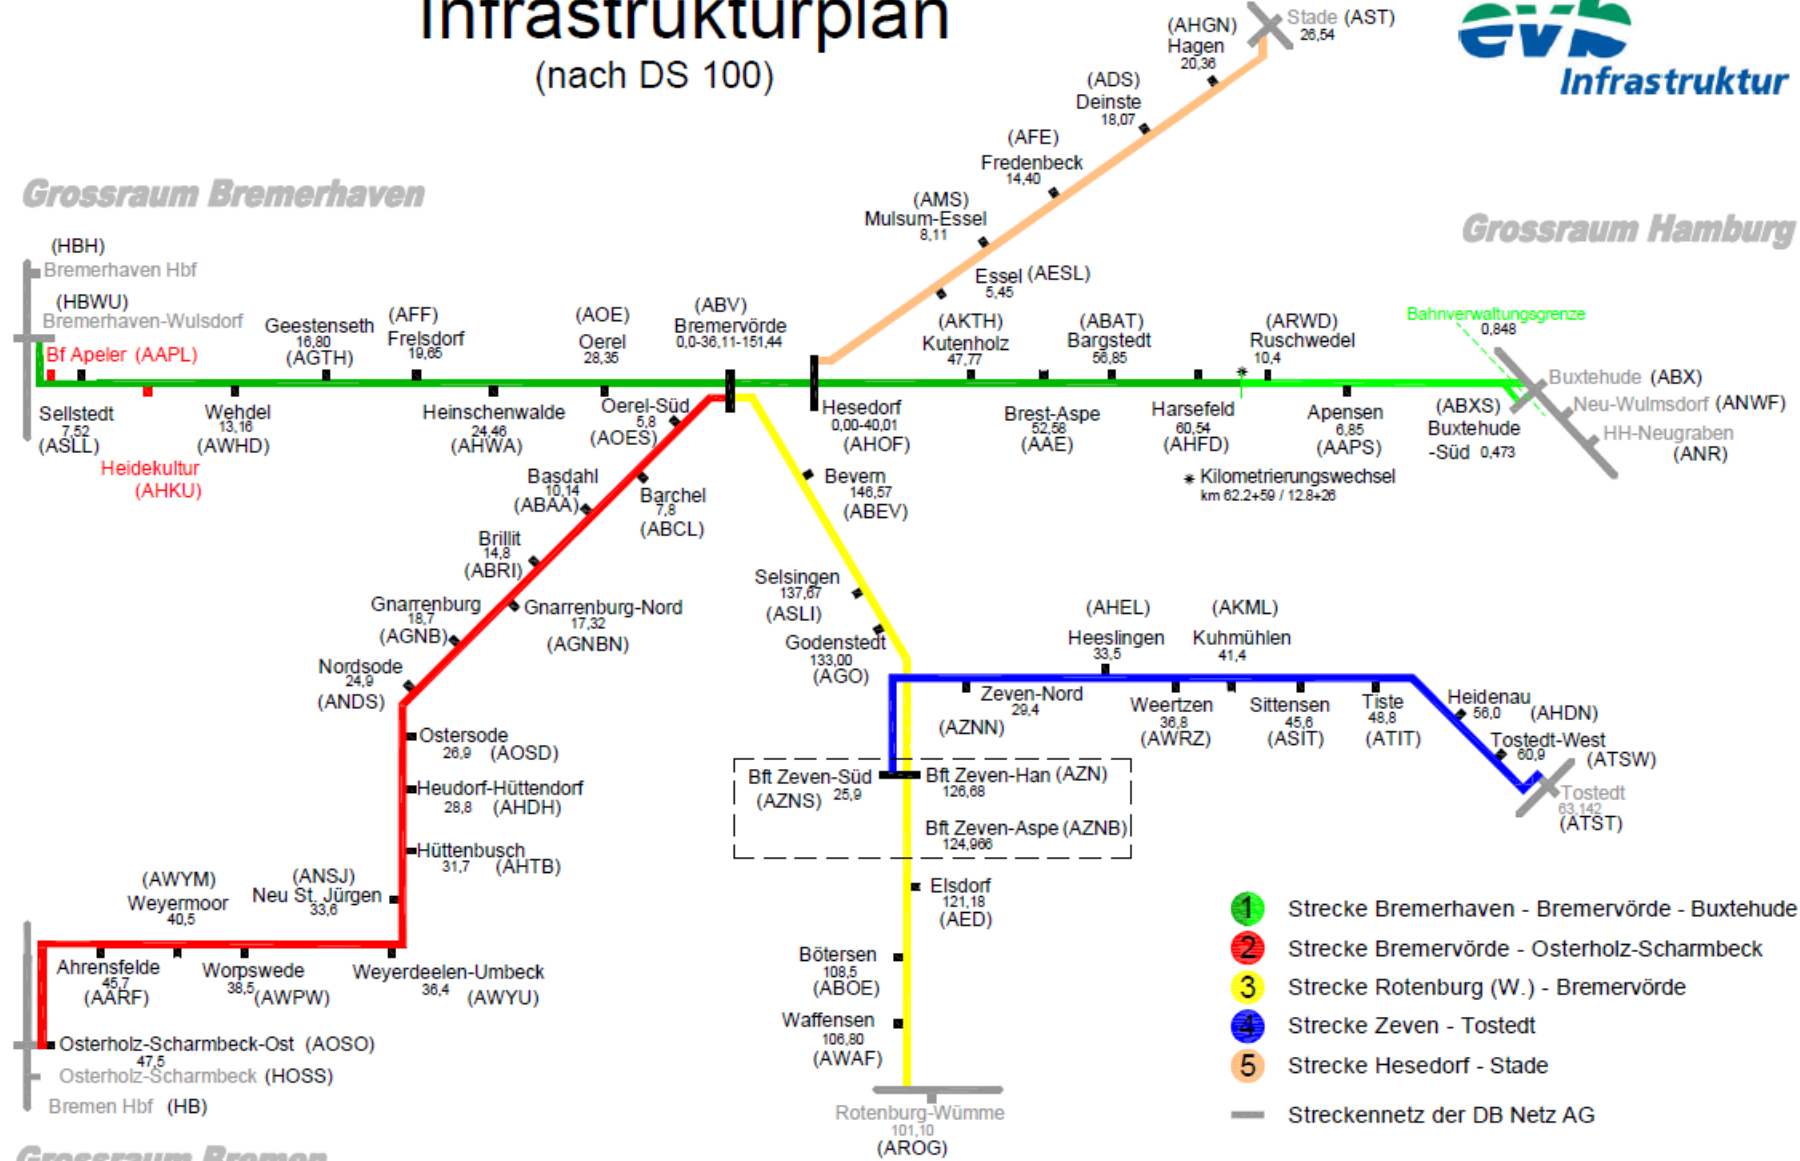 Infrastrukturplan
(nach DS 100)
evb
Infrastruktur
Grossraum Bremerhaven
Grossraum Hamburg
Stade (AST)
26,54
(AHGN)
Hagen
20,36
(ADS)
Deinste
18,07
(AFE)
Fredenbeck
14,40
(AMS)
Mulsum-Essel
8,11
Essel (AESL)
5,45
(HBH)
Bremerhaven Hbf
(HBWU)
Bremerhaven-Wulsdorf
Bf Apeler (AAPL)
Sellstedt
7,52
(ASLL)
Heidekultur
(AHKU)
Wehdel
13,16
(AWHD)
Geestenseth
16,80
(AGTH)
(AFF)
Frelsdorf
19,65
Heinschenwalde
24,46
(AHWA)
(AOE)
Oerel
28,35
(ABV)
Bremervörde
0,0-36,11-151,44
Hesedorf
0,00-40,01
(AHOF)
(AKTH)
Kutenholz
47,77
Brest-Aspe
52,58
(AAE)
(ABAT)
Bargstedt
56,85
Harsefeld
60,54
(AHFD)
(ARWD)
Ruschwedel
10,4
Apensen
6,85
(AAPS)
Bahnverwaltungsgrenze
0,848
(ABXS)
Buxtehude
-Süd 0,473
Buxtehude (ABX)
Neu-Wulmsdorf (ANWF)
HH-Neugraben
(ANR)
* Kilometrierungswechsel
km 62.2+59 / 12.8+26
Oerel-Süd
5,8
(AOES)
Barchel
7,8
(ABCL)
Basdahl
10,14
(ABAA)
Brillit
14,8
(ABRI)
Gnarrenburg-Nord
17,32
(AGNBN)
Gnarrenburg
18,7
(AGNB)
Nordsode
24,9
(ANDS)
Ostersode
26,9 (AOSD)
Heudorf-Hüttendorf
28,8 (AHDH)
Hüttenbusch
31,7 (AHTB)
(ANSJ)
Neu St. Jürgen
33,6
Weyerdeelen-Umbeck
36,4 (AWYU)
Worpswede
38,5 (AWPW)
(AWYM)
Weyermoor
40,5
Ahrensfelde
45,7
(AARF)
Osterholz-Scharmbeck-Ost (AOSO)
47,5
Osterholz-Scharmbeck (HOSS)
Bremen Hbf (HB)
Grossraum Bremen
Bevern
146,57
(ABEV)
Selsingen
137,67
(ASLI)
Godenstedt
133,00
(AGO)
Bft Zeven-Süd
(AZNS) 25,9
Bft Zeven-Han (AZN)
126,68
Bft Zeven-Aspe (AZNB)
124,966
Elsdorf
121,18
(AED)
Bötersen
108,5
(ABOE)
Waffensen
106,80
(AWAF)
Rotenburg-Wümme
101,10
(AROG)
Zeven-Nord
29,4
(AZNN)
(AHEL)
Heeslingen
33,5
Weertzen
36,8
(AWRZ)
(AKML)
Kuhmühlen
41,4
Sittensen
45,6
(ASIT)
Tiste
48,8
(ATIT)
Heidenau
56,0 (AHDN)
Tostedt-West
60,9 (ATSW)
Tostedt
63,142
(ATST)
1 Strecke Bremerhaven - Bremervörde - Buxtehude
2 Strecke Bremervörde - Osterholz-Scharmbeck
3 Strecke Rotenburg (W.) - Bremervörde
4 Strecke Zeven - Tostedt
5 Strecke Hesedorf - Stade
Streckennetz der DB Netz AG